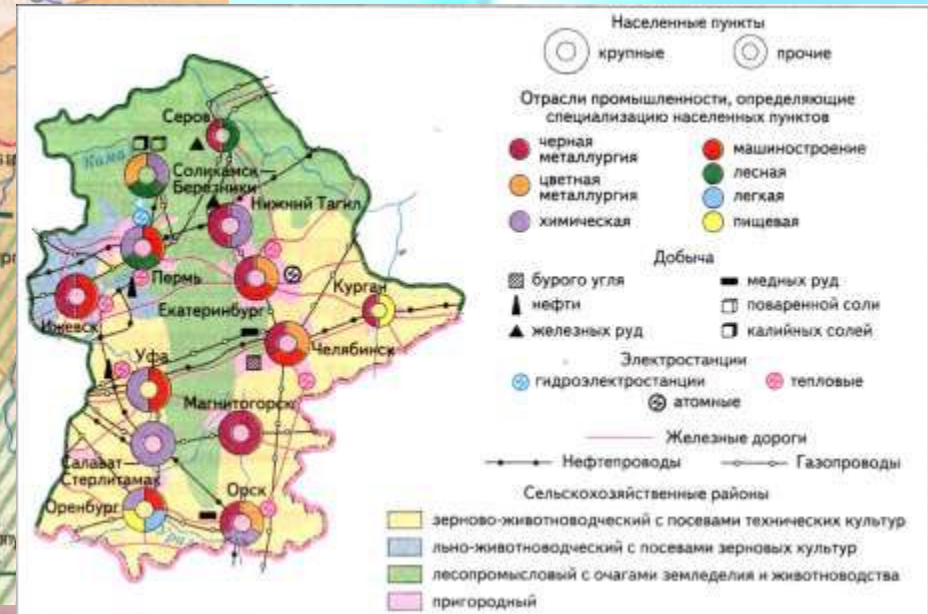 Населенные пункты
крупные
прочие
Отрасли промышленности, определяющие
специализацию населенных пунктов
черная
металлургия
цветная
металлургия
химическая
машиностроение
лесная
легкая
пищевая
Добыча
бурого угля
нефти
железных руд
медных руд
поваренной соли
калийных солей
Электростанции
гидроэлектростанции
тепловые
атомные
Железные дороги
Нефтепроводы
Газопроводы
Сельскохозяйственные районы
зерново-животноводческий с посевами технических культур
льно-животноводческий с посевами зерновых культур
лесопромысловый с очагами земледелия и животноводства
пригородный
Серов
Кама
Соликамск
Березники
Нижний Тагил
Пермь
Екатеринбург
Курган
Ижевск
Челябинск
Уфа
Магнитогорск
Салават
Стерлитамак
Оренбург
Орск
Урал